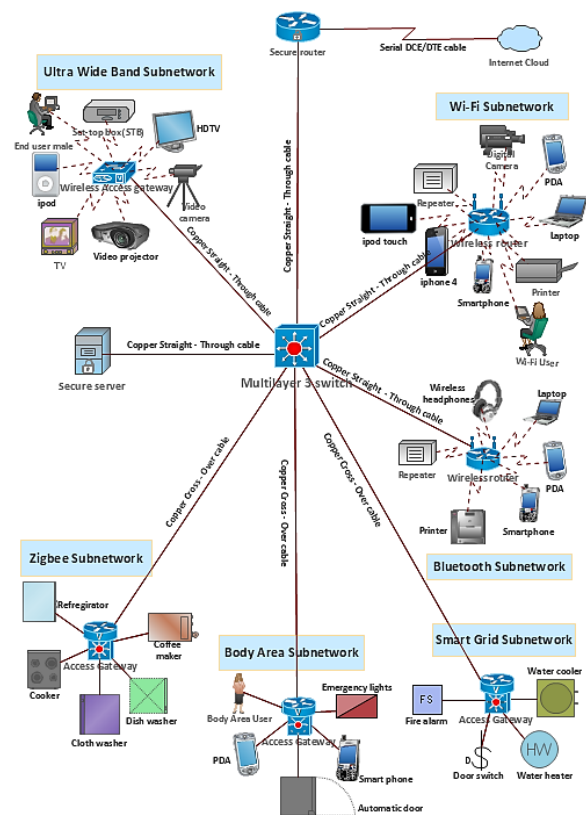 Secure router
Serial DCE/DTE cable
Internet Cloud
Ultra Wide Band Subnetwork
Set-top box(STB)
HDTV
End user male
ipod
Wireless Access gateway
Video camera
TV
Video projector
Copper Straight - Through cable
Copper Straight - Through cable
Wi-Fi Subnetwork
Digital Camera
PDA
Repeater
ipod touch
Wireless router
Laptop
iphone 4
Smartphone
Printer
Wi-Fi User
Copper Straight - Through cable
Secure server
Copper Straight - Through cable
Multilayer 3 switch
Copper Straight - Through cable
Wireless headphones
Laptop
Repeater
Wireless router
PDA
Printer
Smartphone
Bluetooth Subnetwork
Copper Cross - Over cable
Copper Cross - Over cable
Copper Cross - Over cable
Zigbee Subnetwork
Refregirator
V
Coffee maker
Cooker
Access Gateway
Dish washer
Cloth washer
Body Area Subnetwork
Emergency lights
Body Area User
V
Access Gateway
PDA
Smart phone
Automatic door
Smart Grid Subnetwork
Water cooler
FS
V
Fire alarm
Access Gateway
S
D
HW
Door switch
Water heater